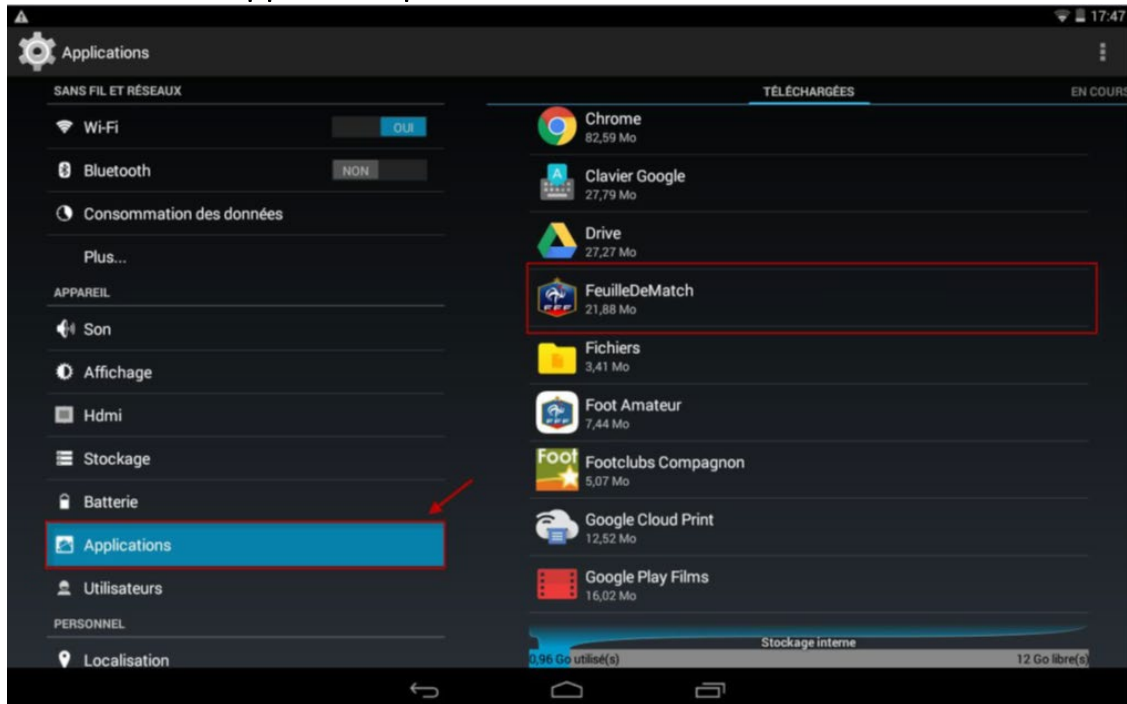 17:47
Applications
SANS FIL ET RÉSEAUX
Wi-Fi
OUI
Bluetooth
NON
Consommation des données
Plus...
APPAREIL
Son
Affichage
Hdmi
Stockage
Batterie
Applications
Utilisateurs
PERSONNEL
Localisation
TÉLÉCHARGÉES
EN COURS
Chrome
82,59 Mo
Clavier Google
27,79 Mo
Drive
27,27 Mo
FeuilleDeMatch
21,88 Mo
Fichiers
3,41 Mo
Foot Amateur
7,44 Mo
Foot
Footclubs Compagnon
5,07 Mo
Google Cloud Print
12,52 Mo
Google Play Films
16,02 Mo
Stockage interne
0,96 Go utilisé(s)
12 Go libre(s)